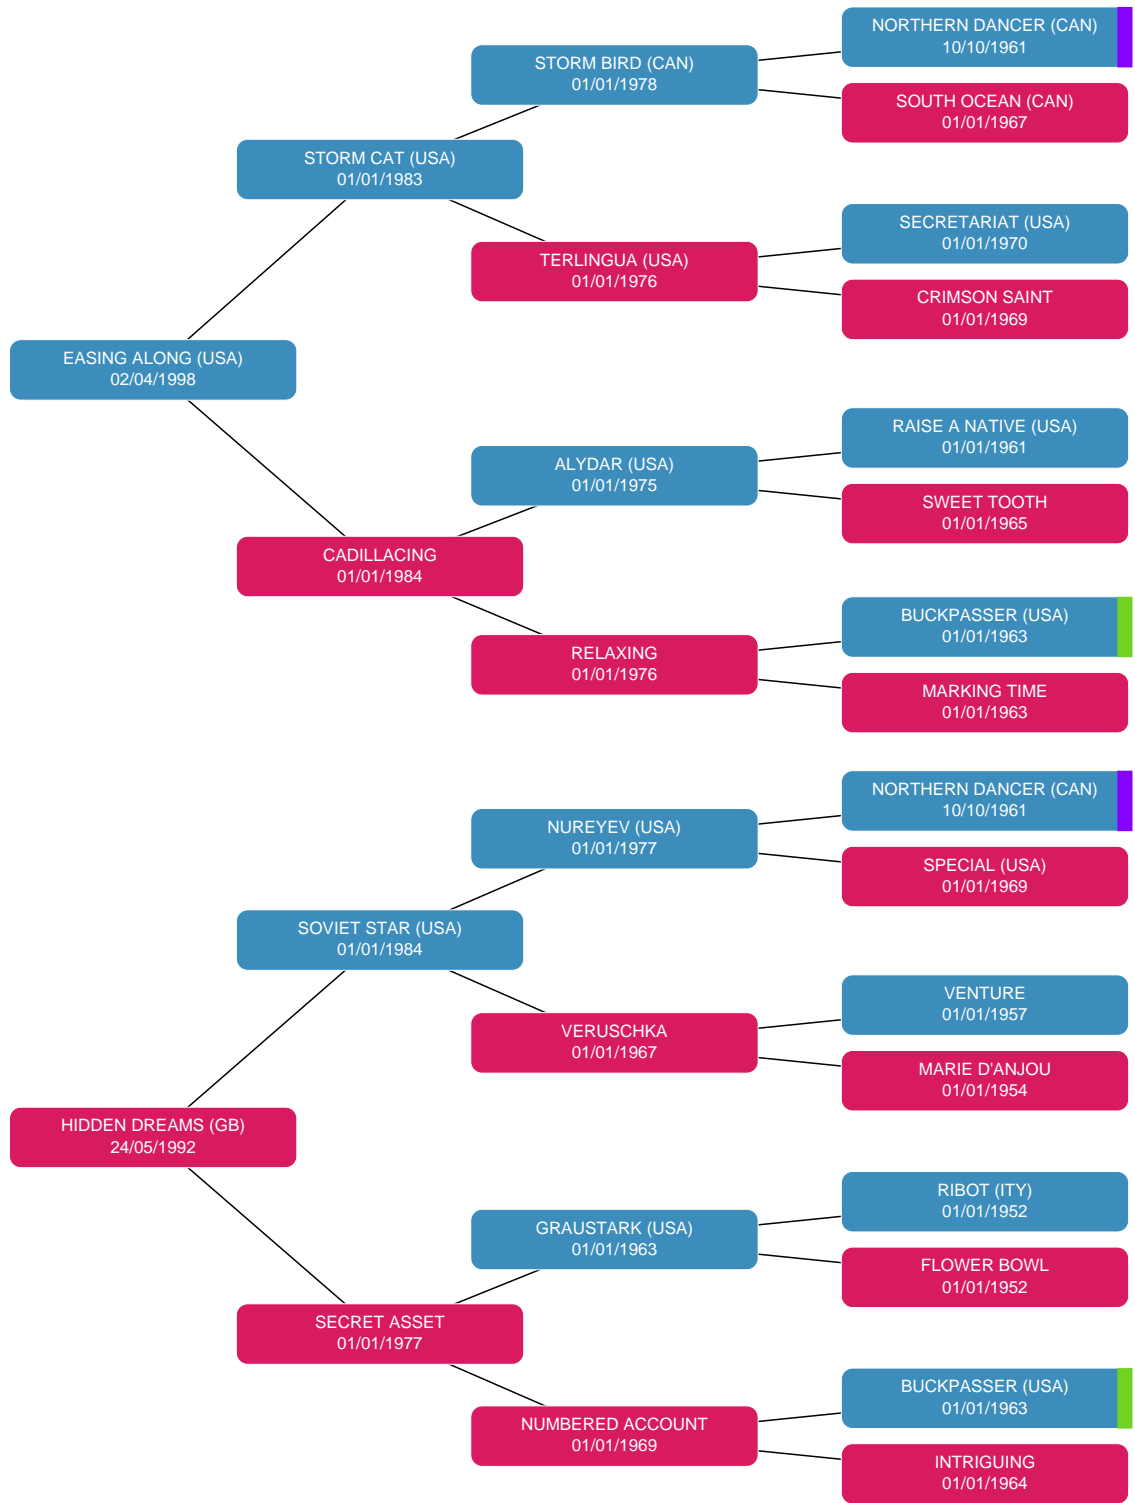 NORTHERN DANCER (CAN)
10/10/1961
STORM BIRD (CAN)
01/01/1978
SOUTH OCEAN (CAN)
01/01/1967
STORM CAT (USA)
01/01/1983
SECRETARIAT (USA)
01/01/1970
TERLINGUA (USA)
01/01/1976
CRIMSON SAINT
01/01/1969
EASING ALONG (USA)
02/04/1998
RAISE A NATIVE (USA)
01/01/1961
ALYDAR (USA)
01/01/1975
SWEET TOOTH
01/01/1965
CADILLACING
01/01/1984
BUCKPASSER (USA)
01/01/1963
RELAXING
01/01/1976
MARKING TIME
01/01/1963
NORTHERN DANCER (CAN)
10/10/1961
NUREYEV (USA)
01/01/1977
SPECIAL (USA)
01/01/1969
SOVIET STAR (USA)
01/01/1984
VENTURE
01/01/1957
VERUSCHKA
01/01/1967
MARIE D'ANJOU
01/01/1954
HIDDEN DREAMS (GB)
24/05/1992
RIBOT (ITY)
01/01/1952
GRAUSTARK (USA)
01/01/1963
FLOWER BOWL
01/01/1952
SECRET ASSET
01/01/1977
BUCKPASSER (USA)
01/01/1963
NUMBERED ACCOUNT
01/01/1969
INTRIGUING
01/01/1964